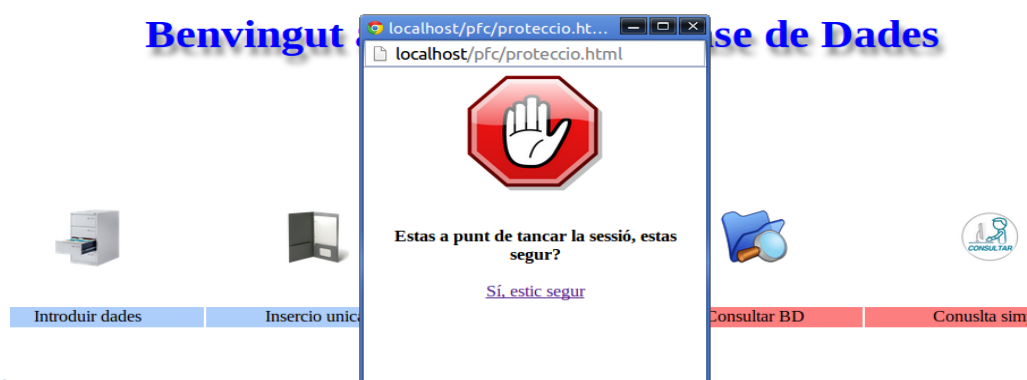 Benvingut
se de Dades
localhost/pfc/proteccio.ht...
localhost/pfc/proteccio.html
Estas a punt de tancar la sessió, estas
segur?
Sí, estic segur
CONSULTAR
Introduir dades
Insercio unica
Consultar BD
Conuslta sim